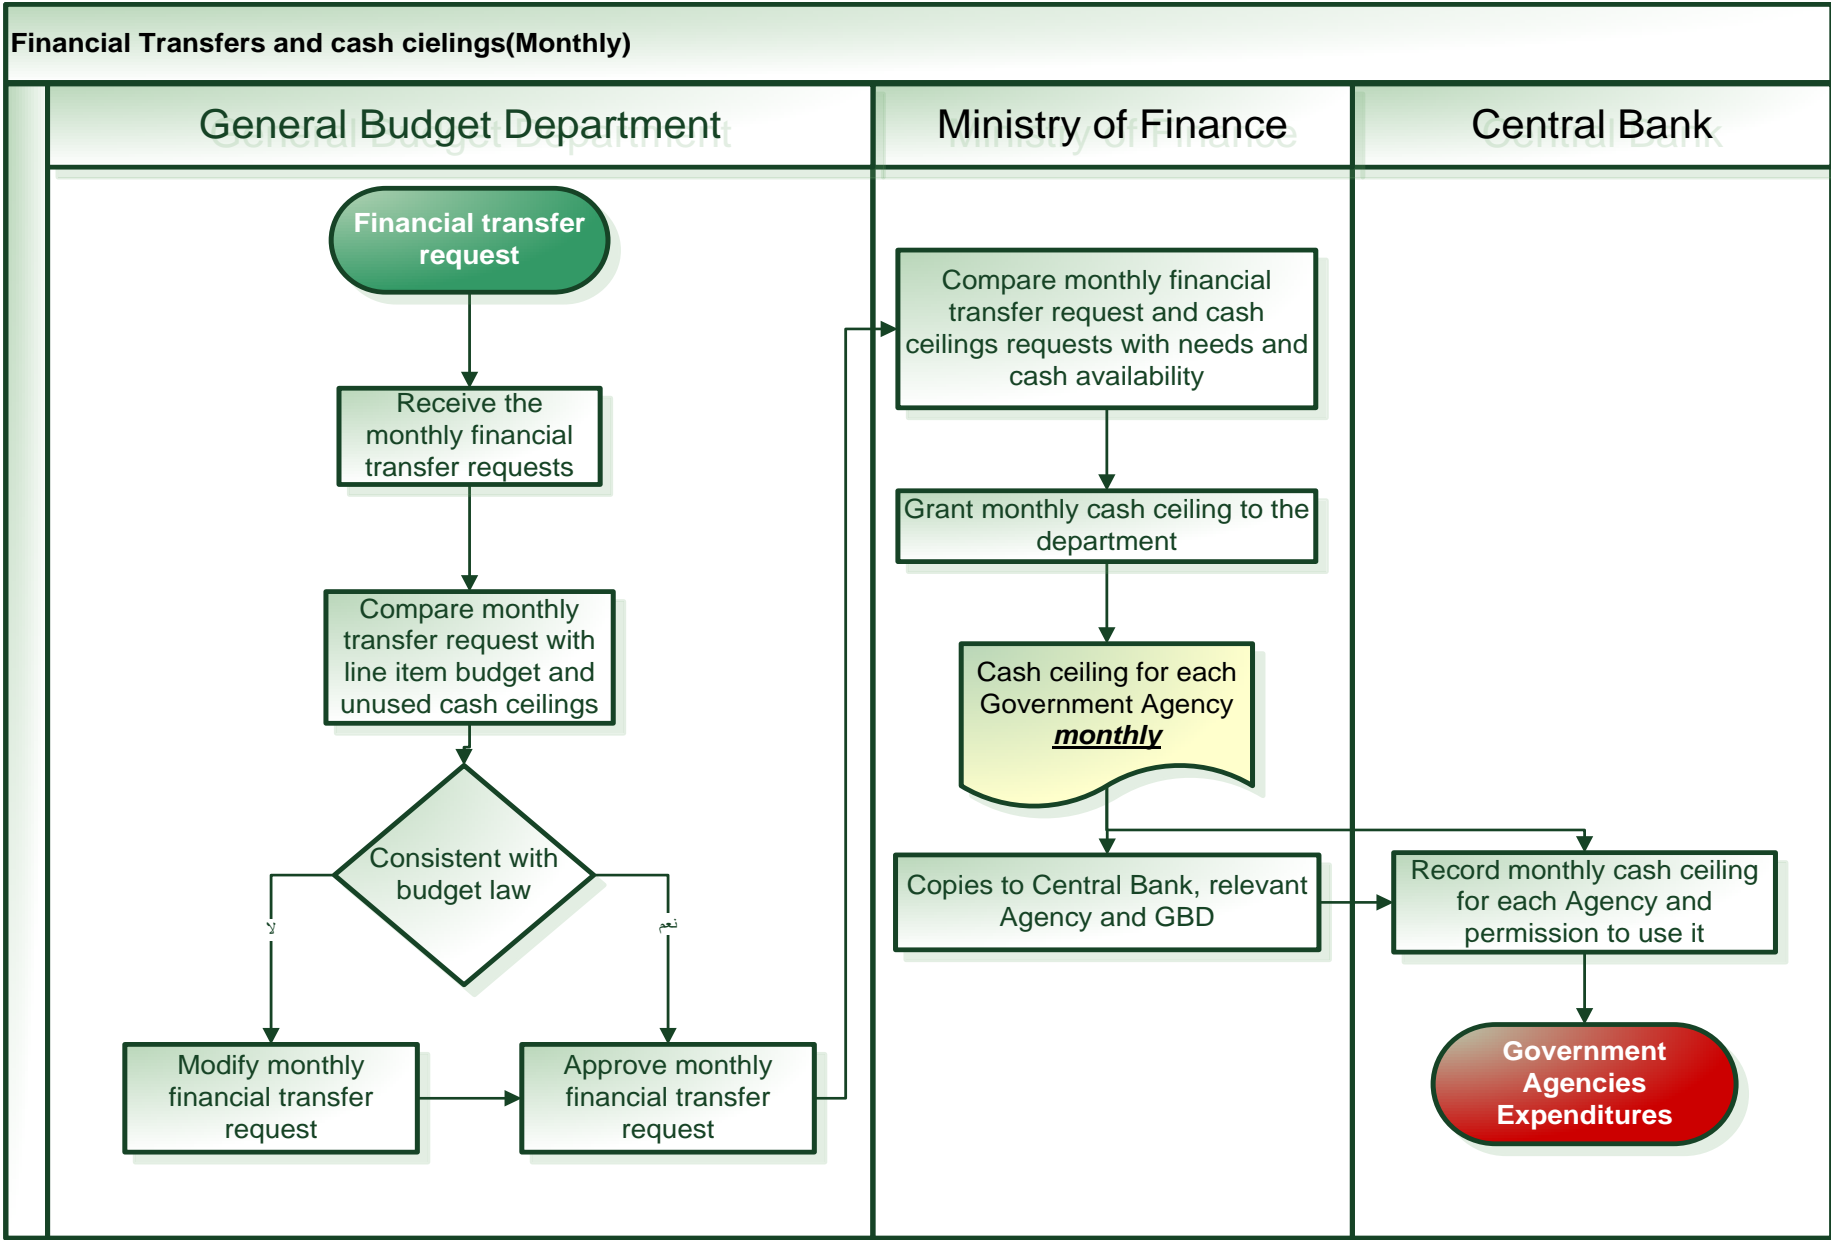 Financial Transfers and cash cielings(Monthly)
General Budget Department
Ministry of Finance
Central Bank
Financial transfer
request
Receive the
monthly financial
transfer requests
Compare monthly
transfer request with
line item budget and
unused cash ceilings
Consistent with
budget law
لا
نعم
Modify monthly
financial transfer
request
Approve monthly
financial transfer
request
Compare monthly financial
transfer request and cash
ceilings requests with needs and
cash availability
Grant monthly cash ceiling to the
department
Cash ceiling for each
Government Agency
monthly
Copies to Central Bank, relevant
Agency and GBD
Record monthly cash ceiling
for each Agency and
permission to use it
Government
Agencies
Expenditures